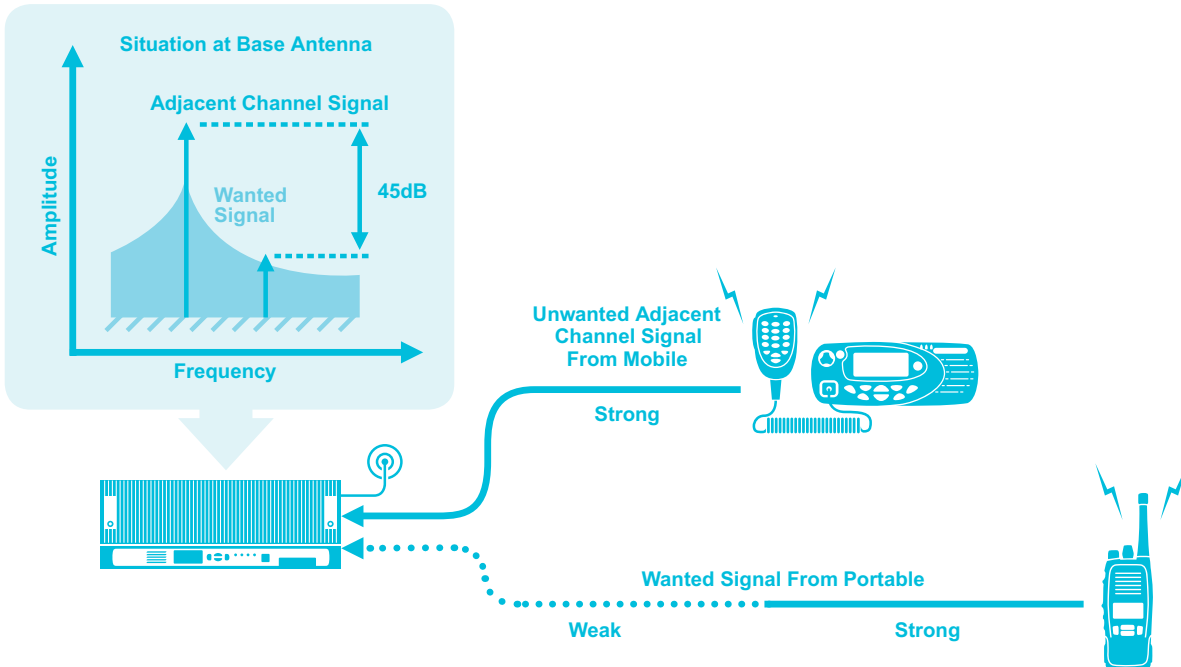 Situation at Base Antenna
Adjacent Channel Signal
Amplitude
Wanted
Signal
45dB
Frequency
Unwanted Adjacent
Channel Signal
From Mobile
Strong
Wanted Signal From Portable
Weak
Strong